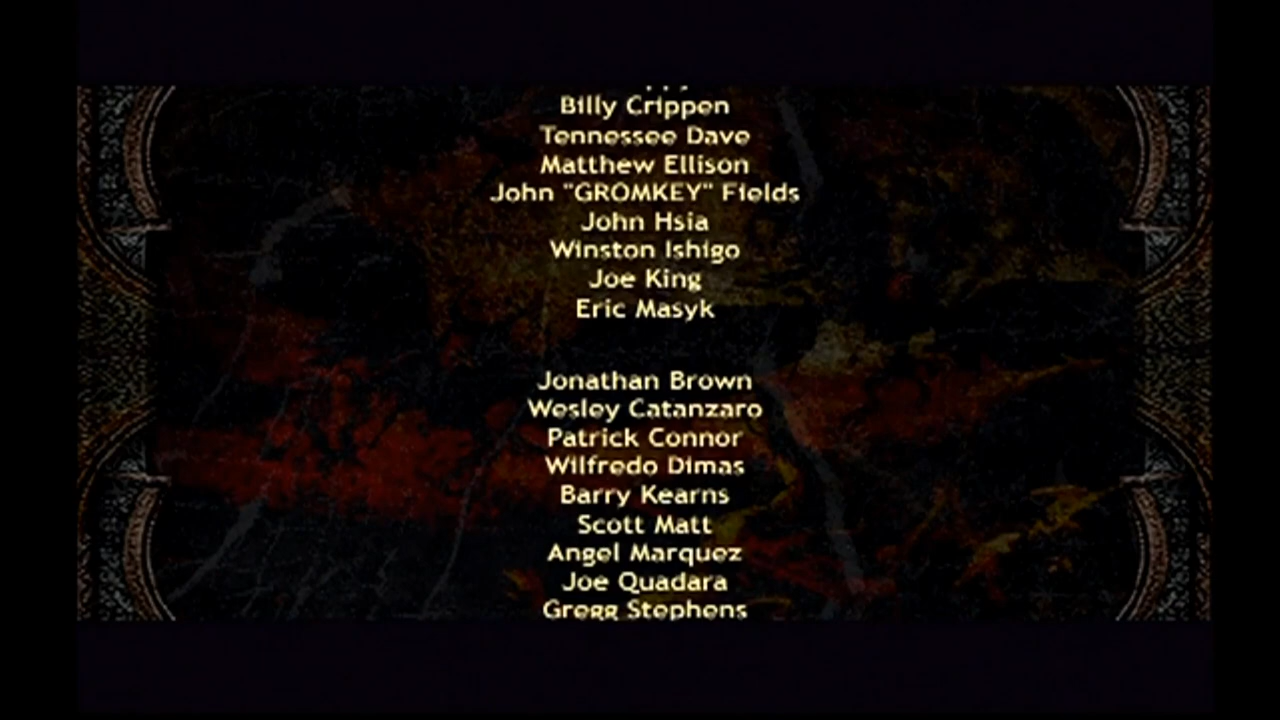 Billy Crippen
Tennessee Dave
Matthew Ellison
John "GROMKEY" Fields
John Hsia
Winston Ishigo
Joe King
Eric Masyk
Jonathan Brown
Wesley Catanzaro
Patrick Connor
Wilfredo Dimas
Barry Kearns
Scott Matt
Angel Marquez
Joe Quadara
Gregg Stephens